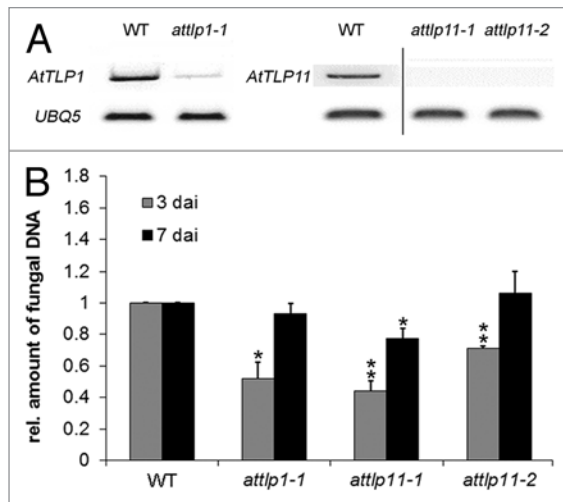 A
WT atttlp1-1 WT attlp11-1 attlp11-2
AtTLP1 AtTLP11
UBQ5
B
rel. amount of fungal DNA
1.8
1.6
1.4
1.2
1
0.8
0.6
0.4
0.2
0
3 dai
7 dai
* ** * **
WT attlp1-1 attlp11-1 attlp11-2